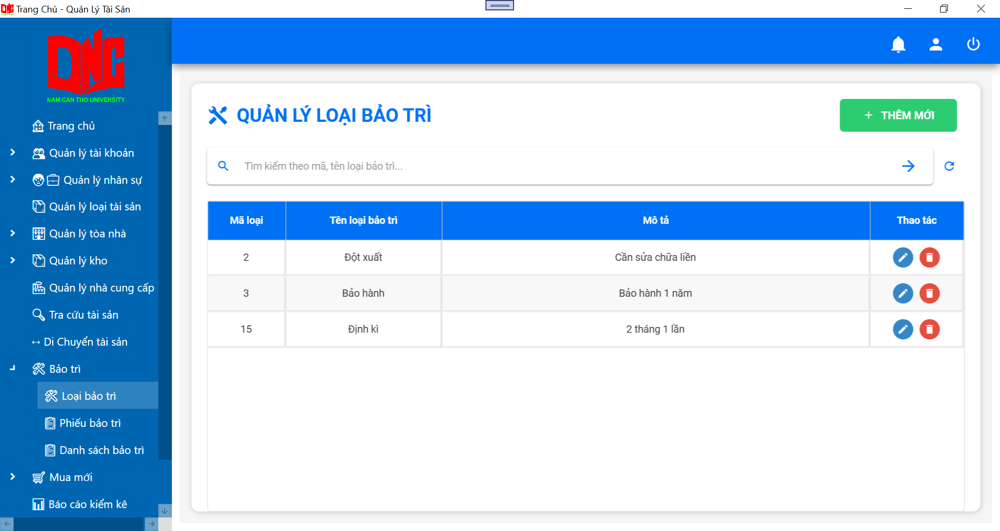 Trang Chủ - Quản Lý Tài Sản
DNC
NAM CAN THO UNIVERSITY
Trang chủ
Quản lý tài khoản
Quản lý nhân sự
Quản lý loại tài sản
Quản lý tòa nhà
Quản lý kho
Quản lý nhà cung cấp
Tra cứu tài sản
Di Chuyển tài sản
Bảo trì
Loại bảo trì
Phiếu bảo trì
Danh sách bảo trì
Mua mới
Báo cáo kiểm kê
QUẢN LÝ LOẠI BẢO TRÌ
+ THÊM MỚI
Tìm kiếm theo mã, tên loại bảo trì...
Mã loại Tên loại bảo trì Mô tả Thao tác
2 Đột xuất Cần sửa chữa liền
3 Bảo hành Bảo hành 1 năm
15 Định kì 2 tháng 1 lần